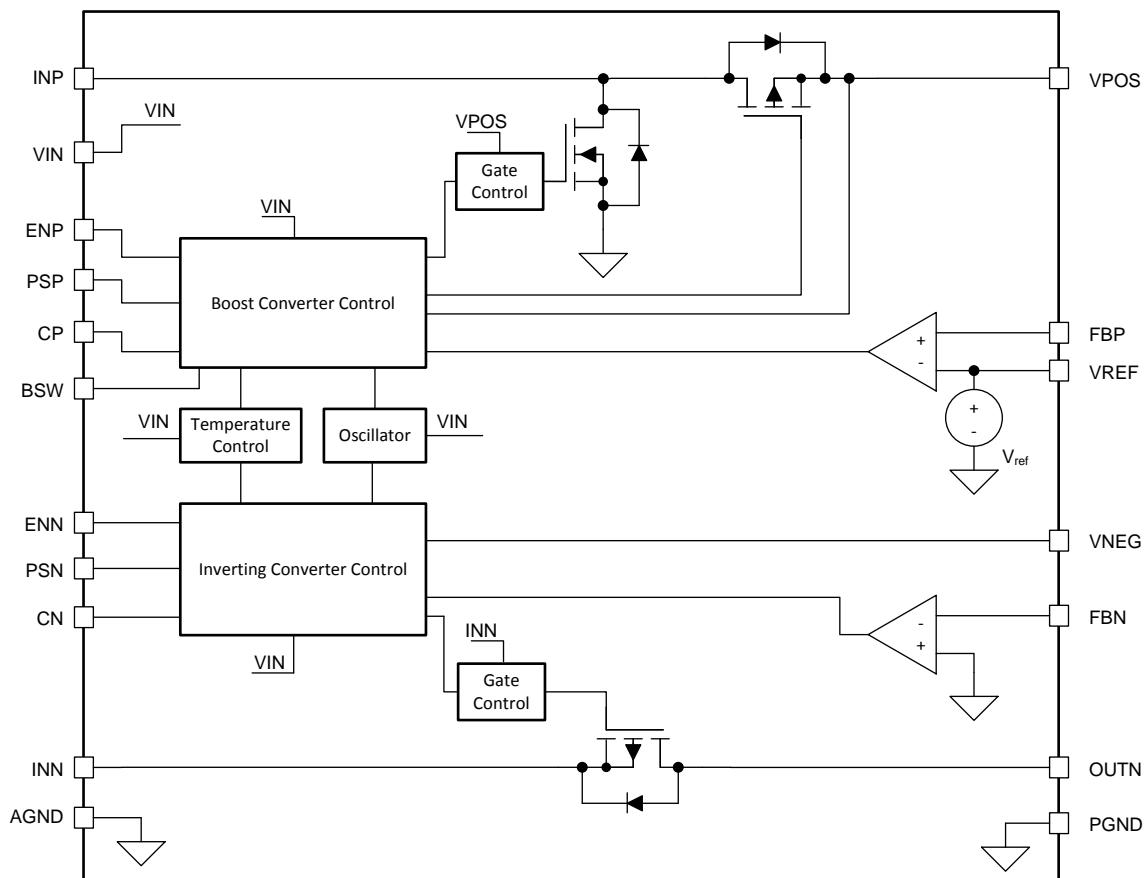 INP
VPOS
VIN
VIN
VPOS
Gate
Control
VIN
ENP
PSP
Boost Converter Control
CP
+
-
FBP
VREF
BSW
VIN
Temperature
Control
Oscillator
VIN
+
-
Vref
ENN
VNEG
PSN
Inverting Converter Control
CN
-
+
FBN
VIN
INN
Gate
Control
INN
OUTN
AGND
PGND